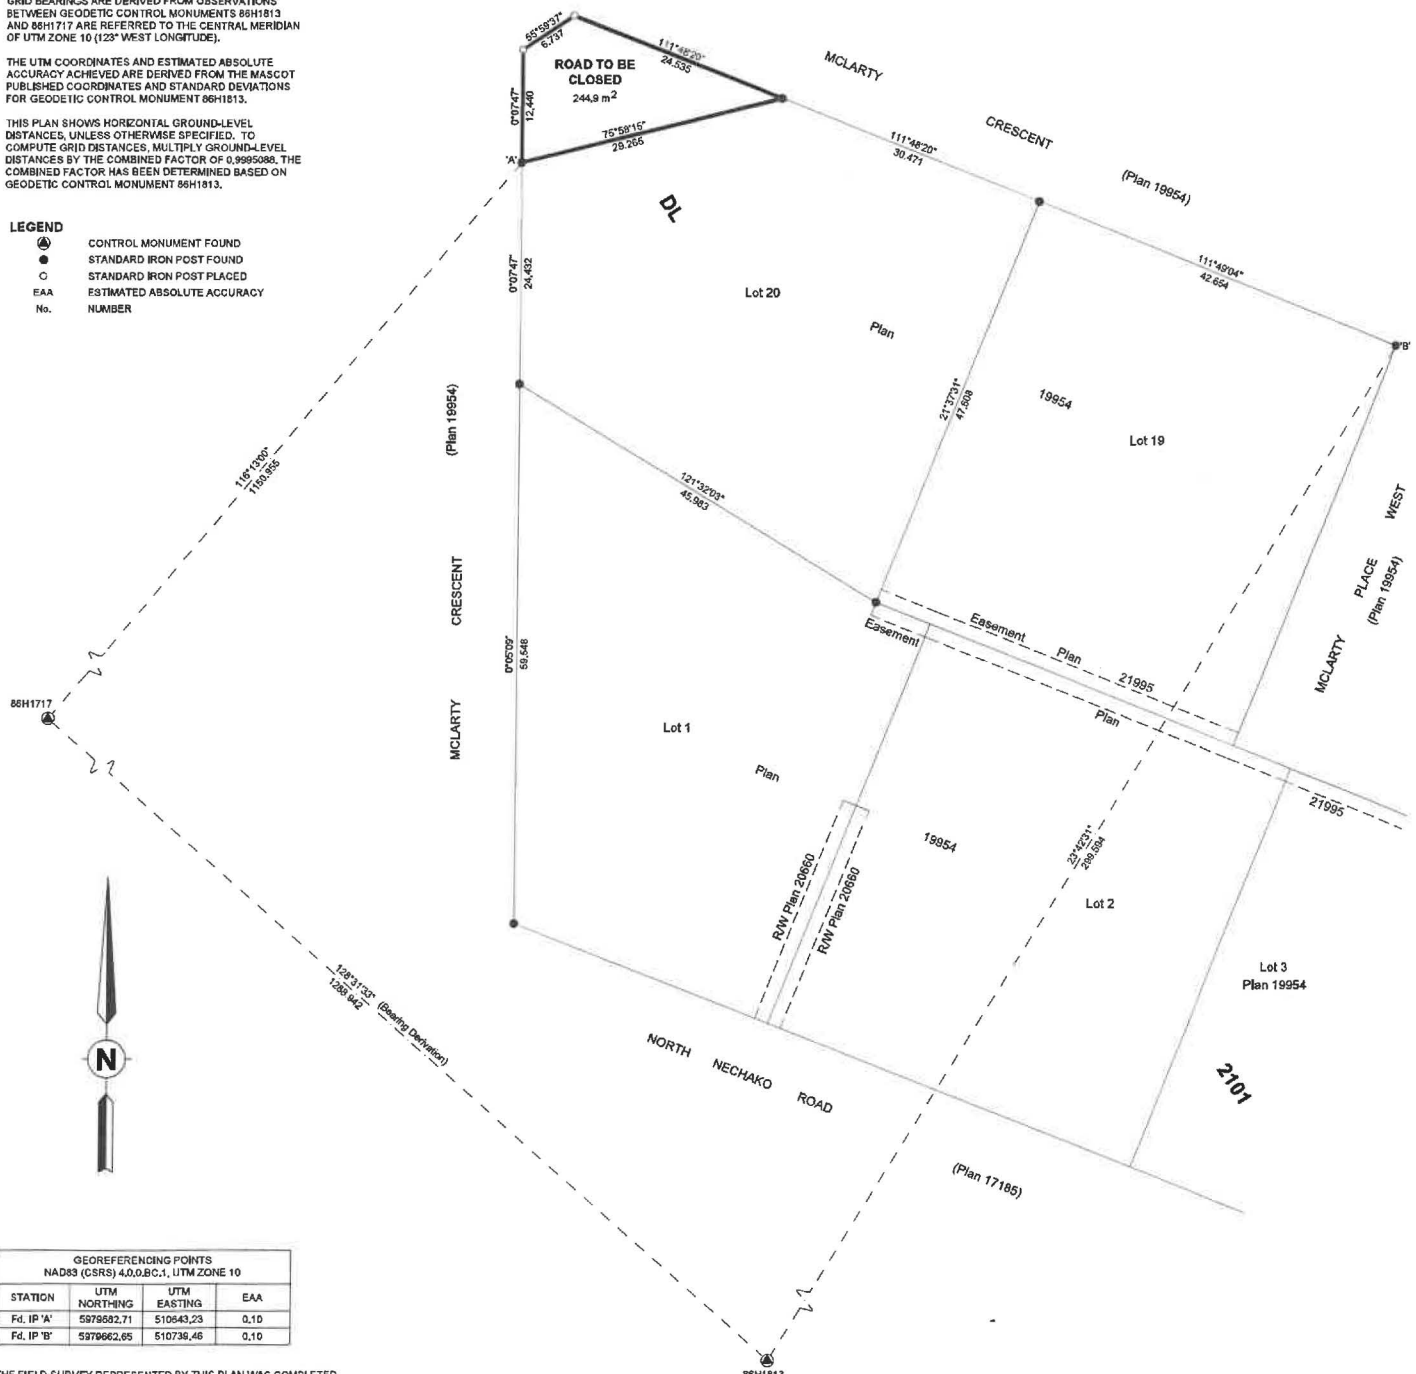 GRID BEARINGS ARE DERIVED FROM OBSERVATIONS
BETWEEN GEODETIC CONTROL MONUMENTS 86H1813
AND 86H1717 ARE REFERRED TO THE CENTRAL MERIDIAN
OF UTM ZONE 10 (123° WEST LONGITUDE).
THE UTM COORDINATES AND ESTIMATED ABSOLUTE
ACCURACY ACHIEVED ARE DERIVED FROM THE MASCOT
PUBLISHED COORDINATES AND STANDARD DEVIATIONS
FOR GEODETIC CONTROL MONUMENT 86H1813.
THIS PLAN SHOWS HORIZONTAL GROUND-LEVEL
DISTANCES, UNLESS OTHERWISE SPECIFIED. TO
COMPUTE GRID DISTANCES, MULTIPLY GROUND-LEVEL
DISTANCES BY THE COMBINED FACTOR OF 0.9995088. THE
COMBINED FACTOR HAS BEEN DETERMINED BASED ON
GEODETIC CONTROL MONUMENT 86H1813.
LEGEND
CONTROL MONUMENT FOUND
STANDARD IRON POST FOUND
STANDARD IRON POST PLACED
EAA ESTIMATED ABSOLUTE ACCURACY
No. NUMBER
55°59'37"
6.737
111°48'20"
24.535
ROAD TO BE
CLOSED
244.9 m2
0°07'47"
12.440
75°58'15"
29.265
'A'
MCLARTY
CRESCENT
(Plan 19954)
111°48'20"
30.471
111°49'04"
42.654
'B'
DL
0°07'47"
24.432
Lot 20
Plan
19954
Lot 19
21°37'31"
47.608
(Plan 19954)
CRESCENT
MCLARTY
116°13'00"
1150.955
121°32'03"
45.983
WEST
PLACE
(Plan 19954)
MCLARTY
Easement
Plan
21995
Easement
Plan
21995
0°05'09"
59.548
86H1717
Lot 1
Plan
19954
R/W Plan 20660
R/W Plan 20660
23°42'31"
299.594
Lot 2
Lot 3
Plan 19954
2101
128°31'33" (Bearing Derivation)
1288.942
N
NORTH NECHAKO ROAD
(Plan 17185)
GEOREFERENCING POINTS
NAD83 (CSRS) 4.0.0.BC.1, UTM ZONE 10
STATION UTM NORTHING UTM EASTING EAA
Fd. IP 'A' 5979682.71 510643.23 0.10
Fd. IP 'B' 5979662.65 510739.46 0.10
86H1813
THE FIELD SURVEY REPRESENTED BY THIS PLAN WAS COMPLETED